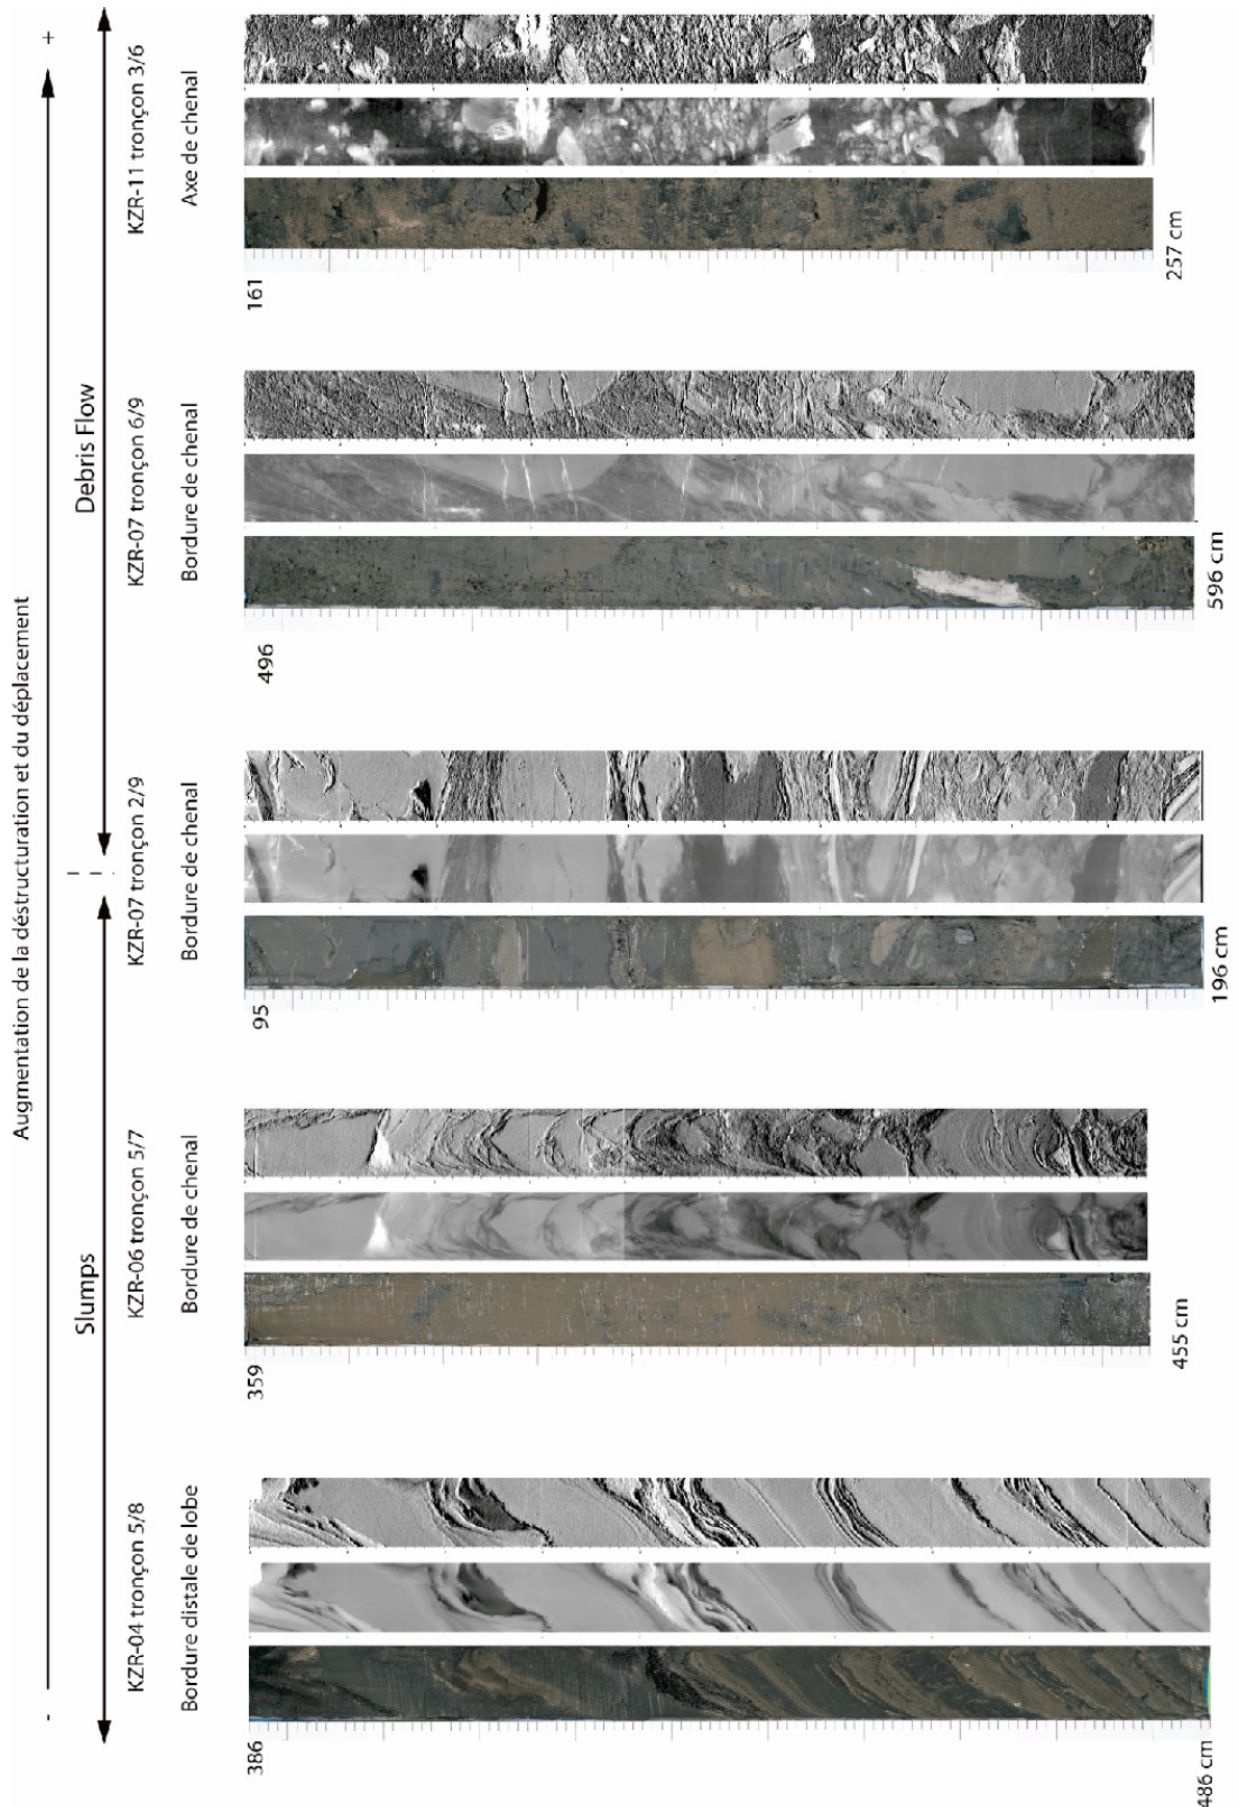 Augmentation de la déstructuration et du déplacement
-
+
Slumps
Debris Flow
KZR-04 tronçon 5/8
Bordure distale de lobe
386
486 cm
KZR-06 tronçon 5/7
Bordure de chenal
359
455 cm
KZR-07 tronçon 2/9
Bordure de chenal
95
196 cm
KZR-07 tronçon 6/9
Bordure de chenal
496
596 cm
KZR-11 tronçon 3/6
Axe de chenal
161
257 cm